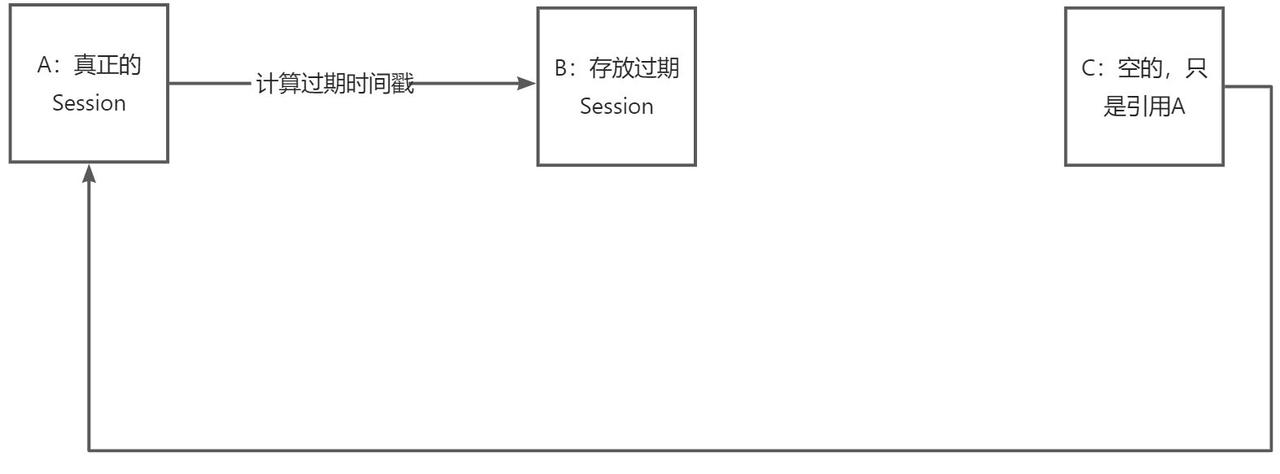 A：真正的
Session
计算过期时间戳
B：存放过期
Session
C：空的，只
是引用A